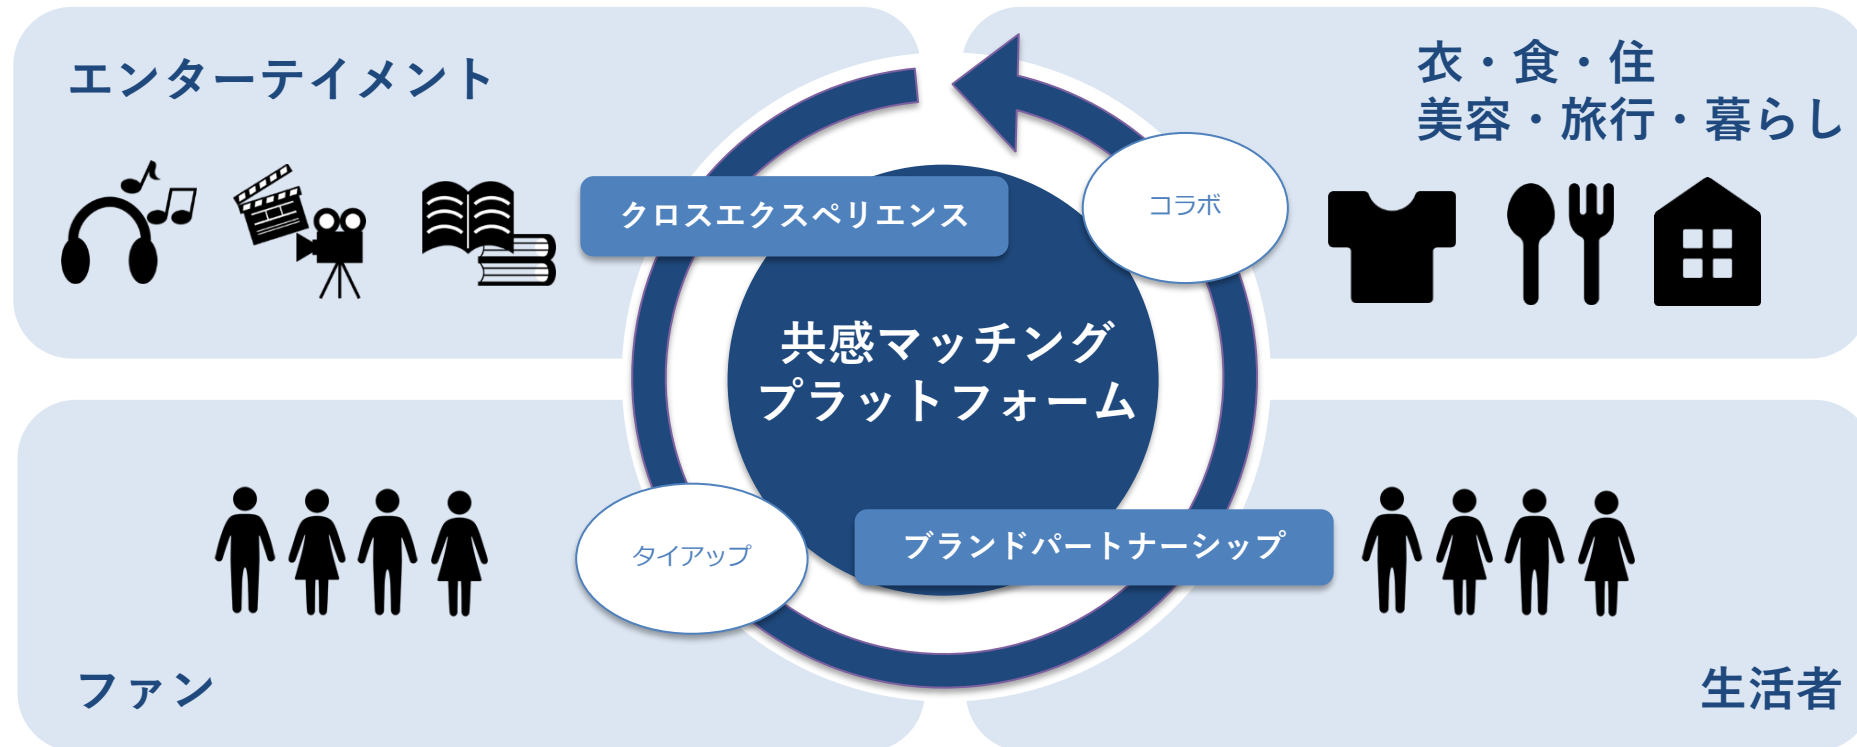 エンターテイメント
衣・食・住
美容・旅行・暮らし
クロスエクスペリエンス
コラボ
共感マッチング
プラットフォーム
タイアップ
ブランドパートナーシップ
ファン
生活者